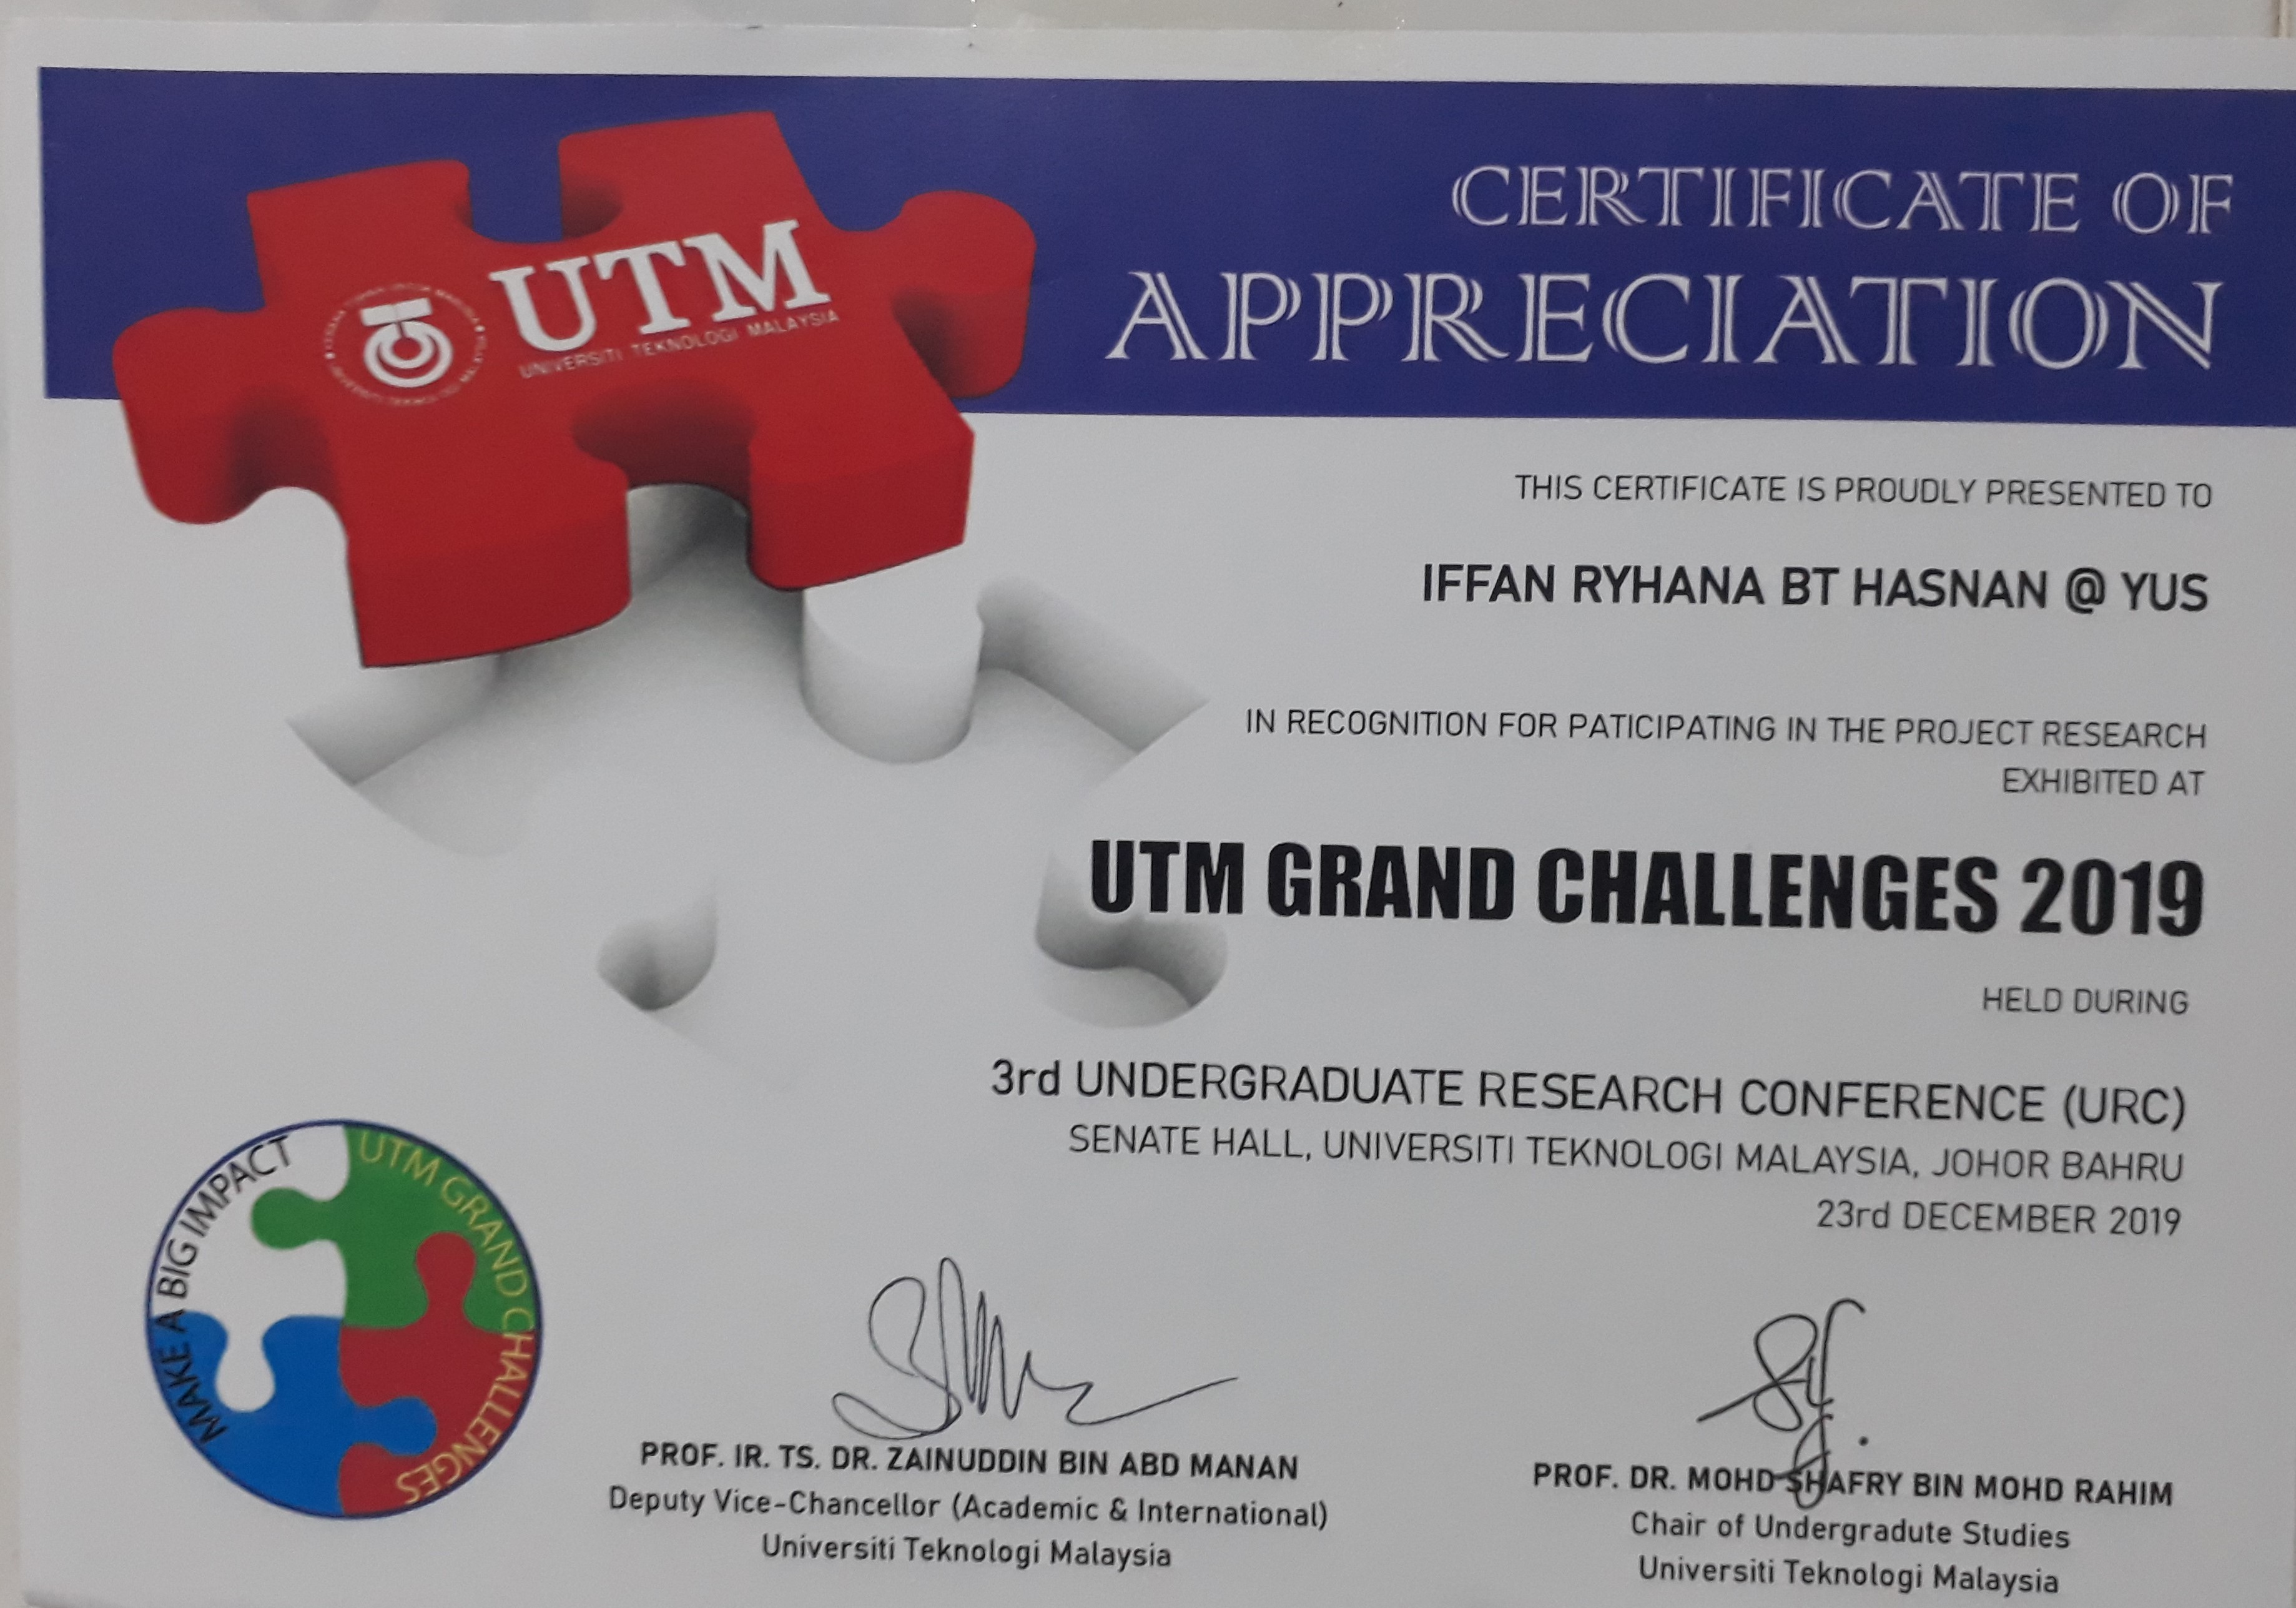 CERTIFICATE OF
APPRECIATION
UTM
UNIVERSITI TEKNOLOGI MALAYSIA
THIS CERTIFICATE IS PROUDLY PRESENTED TO
IFFAN RYHANA BT HASNAN @ YUS
IN RECOGNITION FOR PATICIPATING IN THE PROJECT RESEARCH
EXHIBITED AT
UTM GRAND CHALLENGES 2019
HELD DURING
3rd UNDERGRADUATE RESEARCH CONFERENCE (URC)
SENATE HALL, UNIVERSITI TEKNOLOGI MALAYSIA, JOHOR BAHRU
23rd DECEMBER 2019
MAKE A BIG IMPACT
UTM GRAND CHALLENGES
PROF. IR. TS. DR. ZAINUDDIN BIN ABD MANAN
Deputy Vice-Chancellor (Academic & International)
Universiti Teknologi Malaysia
PROF. DR. MOHD SHAFRY BIN MOHD RAHIM
Chair of Undergradute Studies
Universiti Teknologi Malaysia